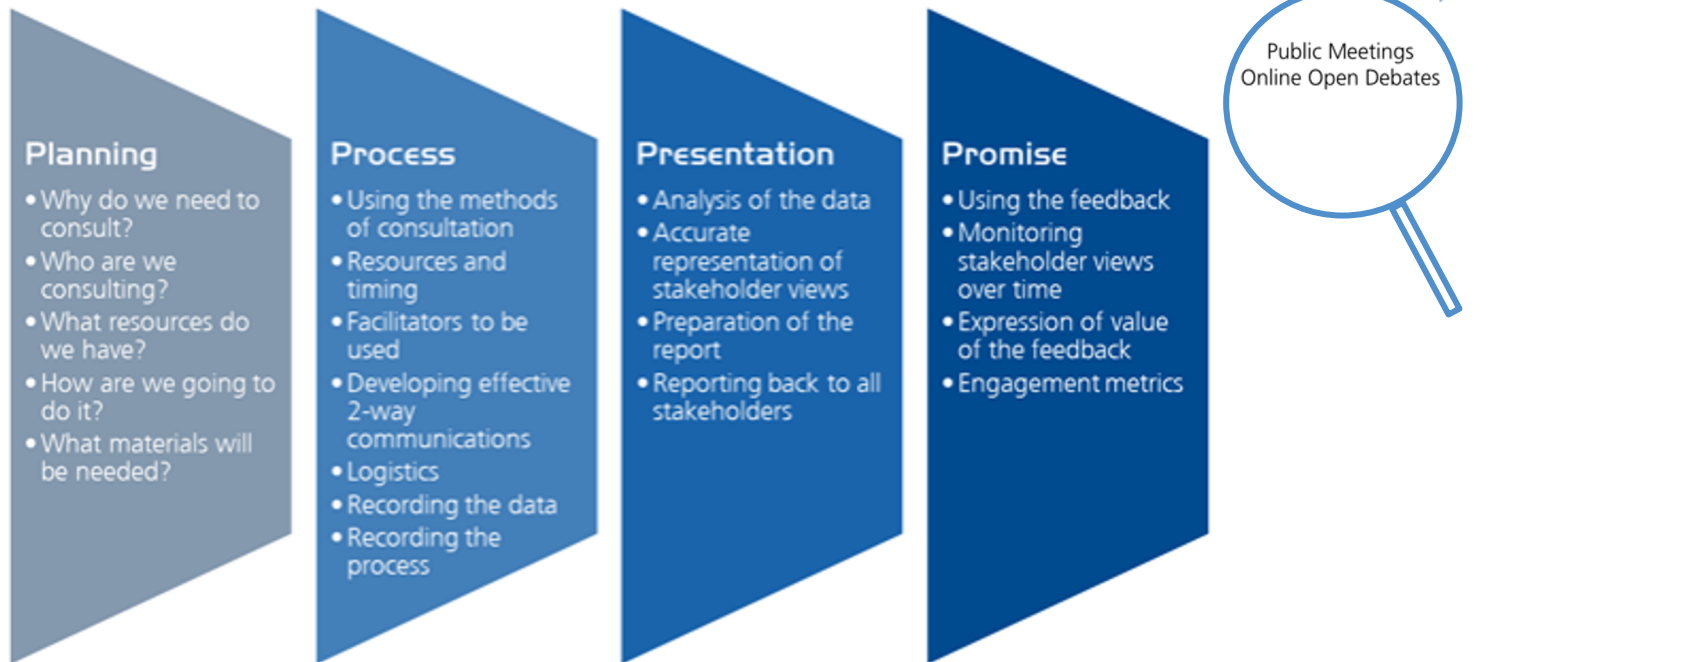 Planning
•Why do we need to
consult?
•Who are we
consulting?
•What resources do
we have?
•How are we going to
do it?
•What materials will
be needed?
Process
•Using the methods
of consultation
•Resources and
timing
•Facilitators to be
used
•Developing effective
2-way
communications
•Logistics
•Recording the data
•Recording the
process
Presentation
•Analysis of the data
•Accurate
representation of
stakeholder views
•Preparation of the
report
•Reporting back to all
stakeholders
Promise
•Using the feedback
•Monitoring
stakeholder views
over time
•Expression of value
of the feedback
•Engagement metrics
Public Meetings
Online Open Debates